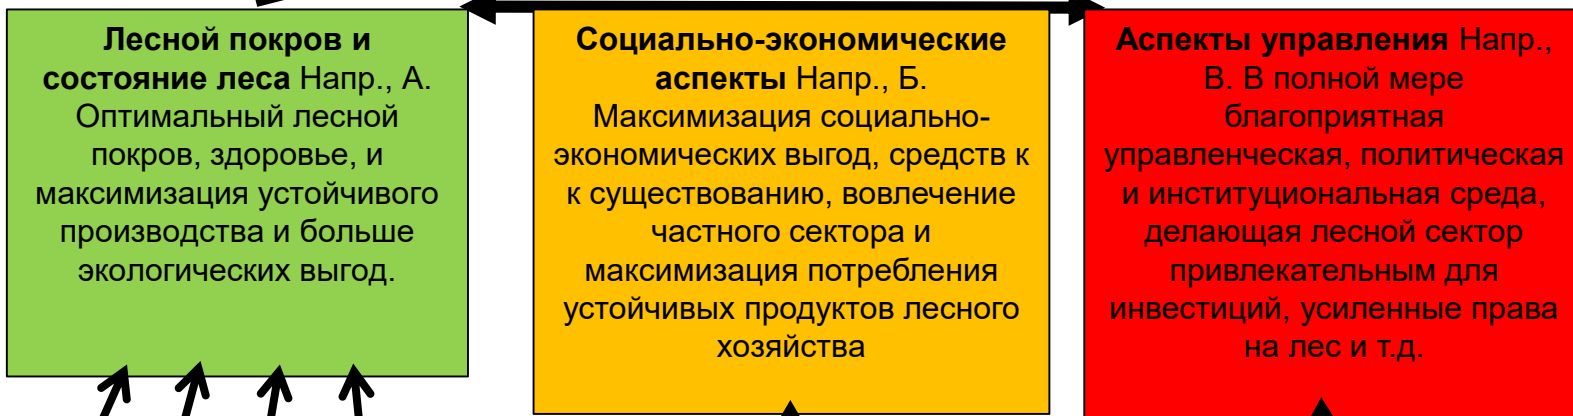 Лесной покров и
состояние леса Напр., А.
Оптимальный лесной
покров, здоровье, и
максимизация устойчивого
производства и больше
экологических выгод.
Социально-экономические
аспекты Напр., Б.
Максимизация социально-
экономических выгод, средств к
к существованию, вовлечение
частного сектора и
максимизация потребления
устойчивых продуктов лесного
хозяйства
Аспекты управления Напр.,
В. В полной мере
благоприятная
управленческая, политическая
и институциональная среда,
делающая лесной сектор
привлекательным для
инвестиций, усиленные права
на лес и т.д.